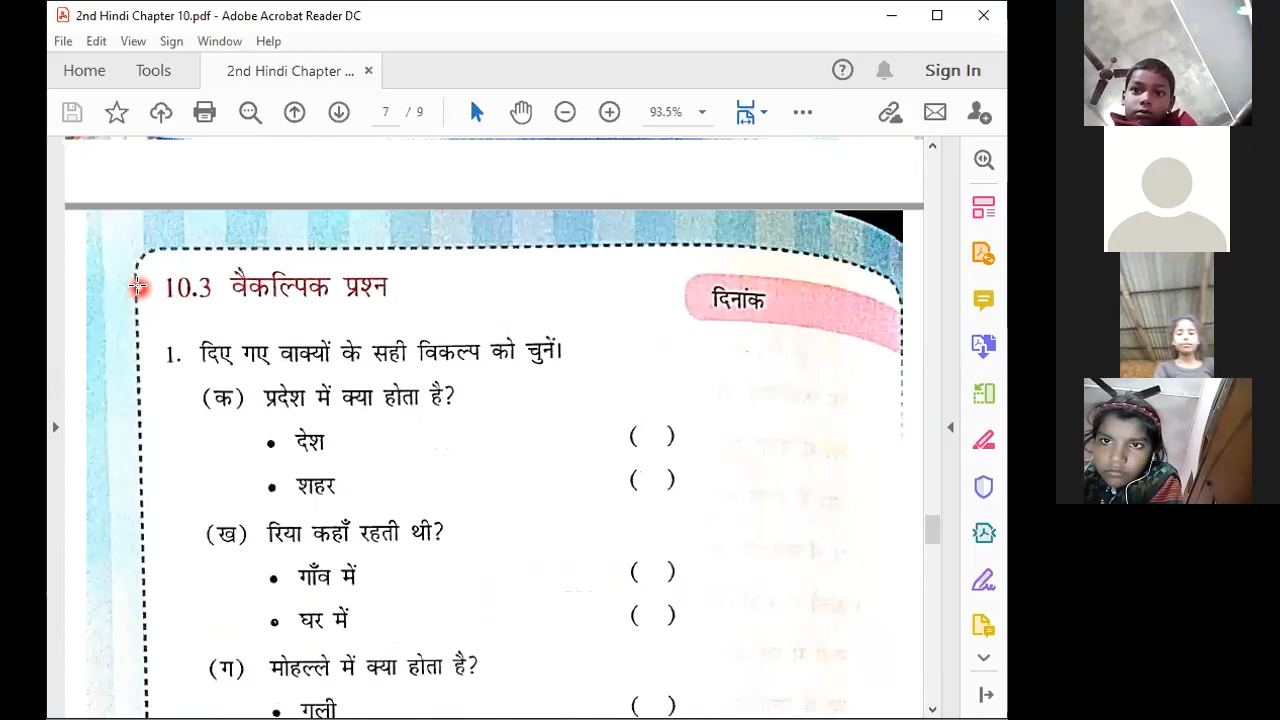 2nd Hindi Chapter 10.pdf - Adobe Acrobat Reader DC
File Edit View Sign Window Help
Home Tools 2nd Hindi Chapter ... Sign In
7 / 9 93.5%
10.3 वैकल्पिक प्रश्न
दिनांक
1. दिए गए वाक्यों के सही विकल्प को चुनें।
(क) प्रदेश में क्या होता है?
• देश ( )
• शहर ( )
(ख) रिया कहाँ रहती थी?
• गाँव में ( )
• घर में ( )
(ग) मोहल्ले में क्या होता है?
• गली ( )